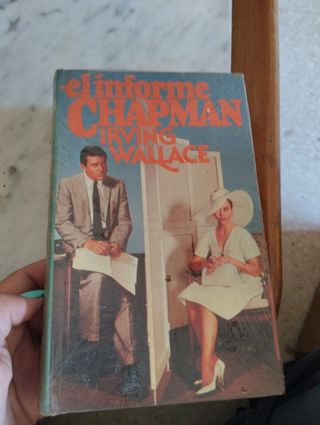 el informe
CHAPMAN
IRVING
WALLACE